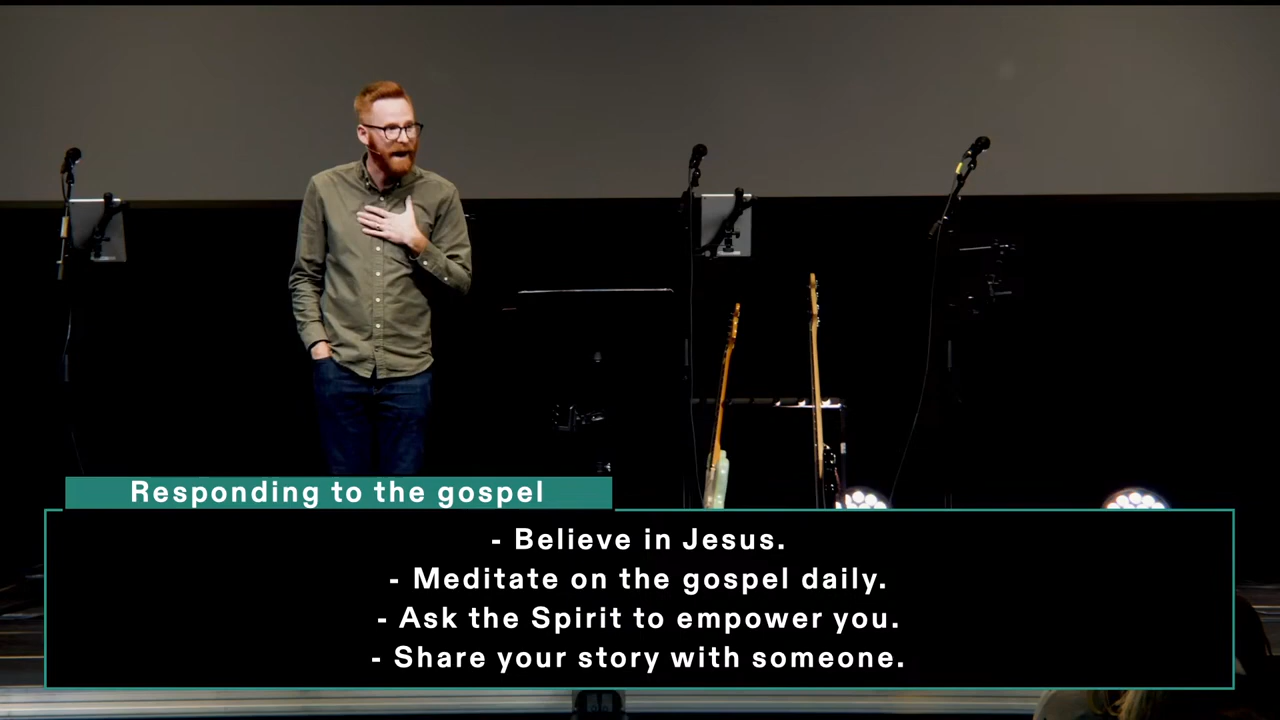 Responding to the gospel
- Believe in Jesus.
- Meditate on the gospel daily.
- Ask the Spirit to empower you.
- Share your story with someone.